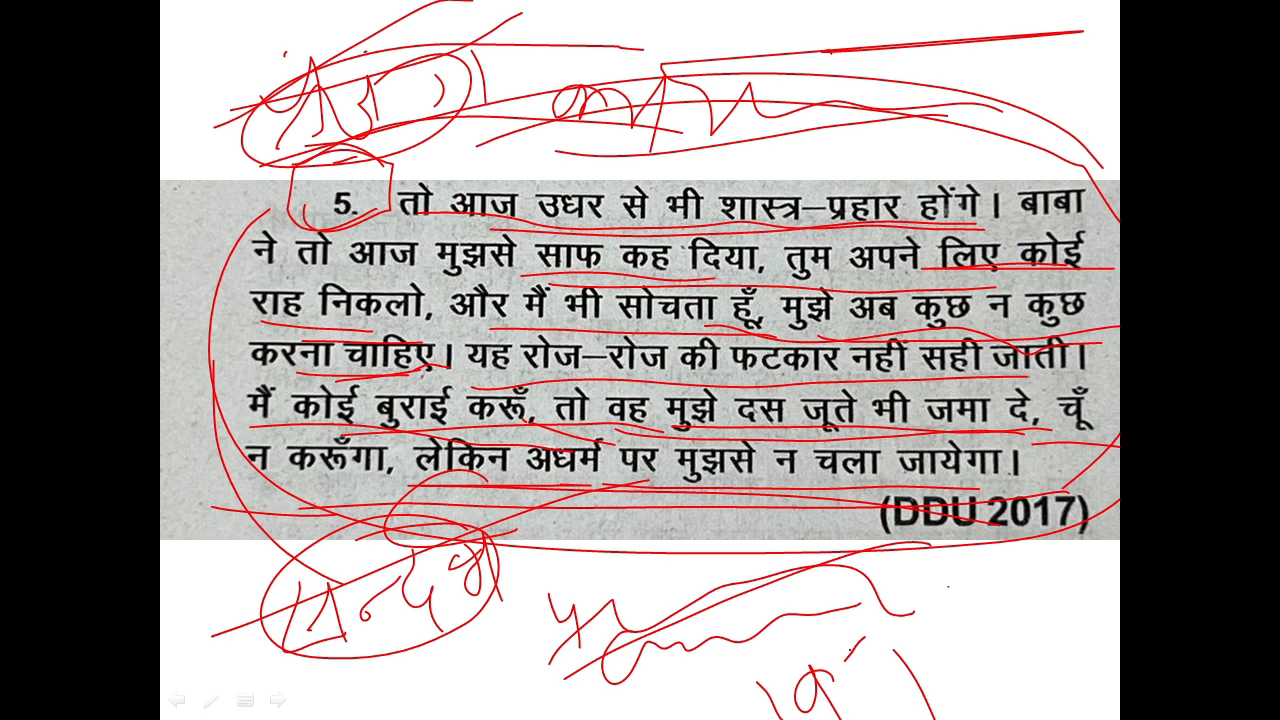 5. तो आज उधर से भी शास्त्र–प्रहार होंगे। बाबा
ने तो आज मुझसे साफ कह दिया, तुम अपने लिए कोई
राह निकलो, और मैं भी सोचता हूँ, मुझे अब कुछ न कुछ
करना चाहिए। यह रोज–रोज की फटकार नहीं सही जाती।
मैं कोई बुराई करूँ, तो वह मुझे दस जूते भी जमा दे, चूँ
न करूँगा, लेकिन अधर्म पर मुझसे न चला जायेगा।
(DDU 2017)